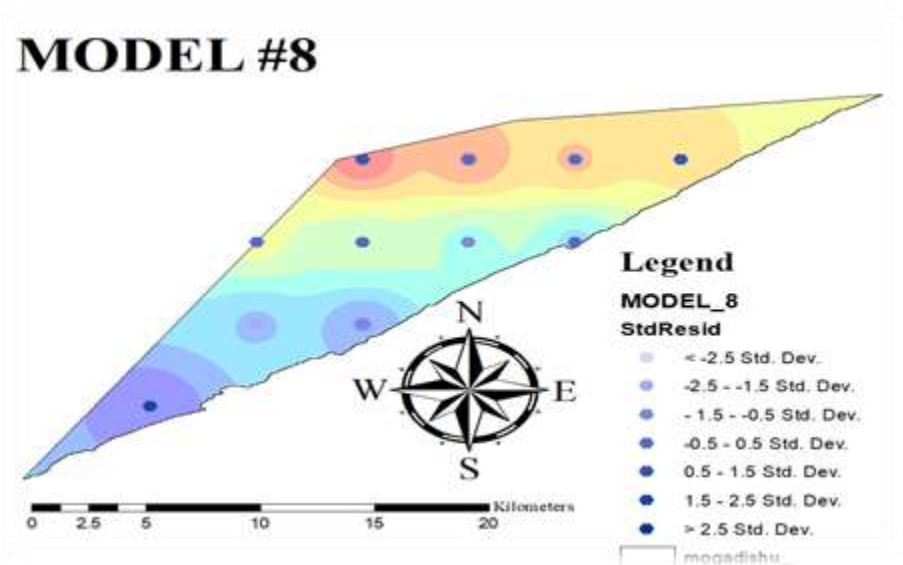 MODEL #8
N
W E
S
Legend
MODEL_8
StdResid
< -2.5 Std. Dev.
-2.5 - -1.5 Std. Dev.
-1.5 - -0.5 Std. Dev.
-0.5 - 0.5 Std. Dev.
0.5 - 1.5 Std. Dev.
1.5 - 2.5 Std. Dev.
> 2.5 Std. Dev.
mogadishu
Kilometers
0 2.5 5 10 15 20